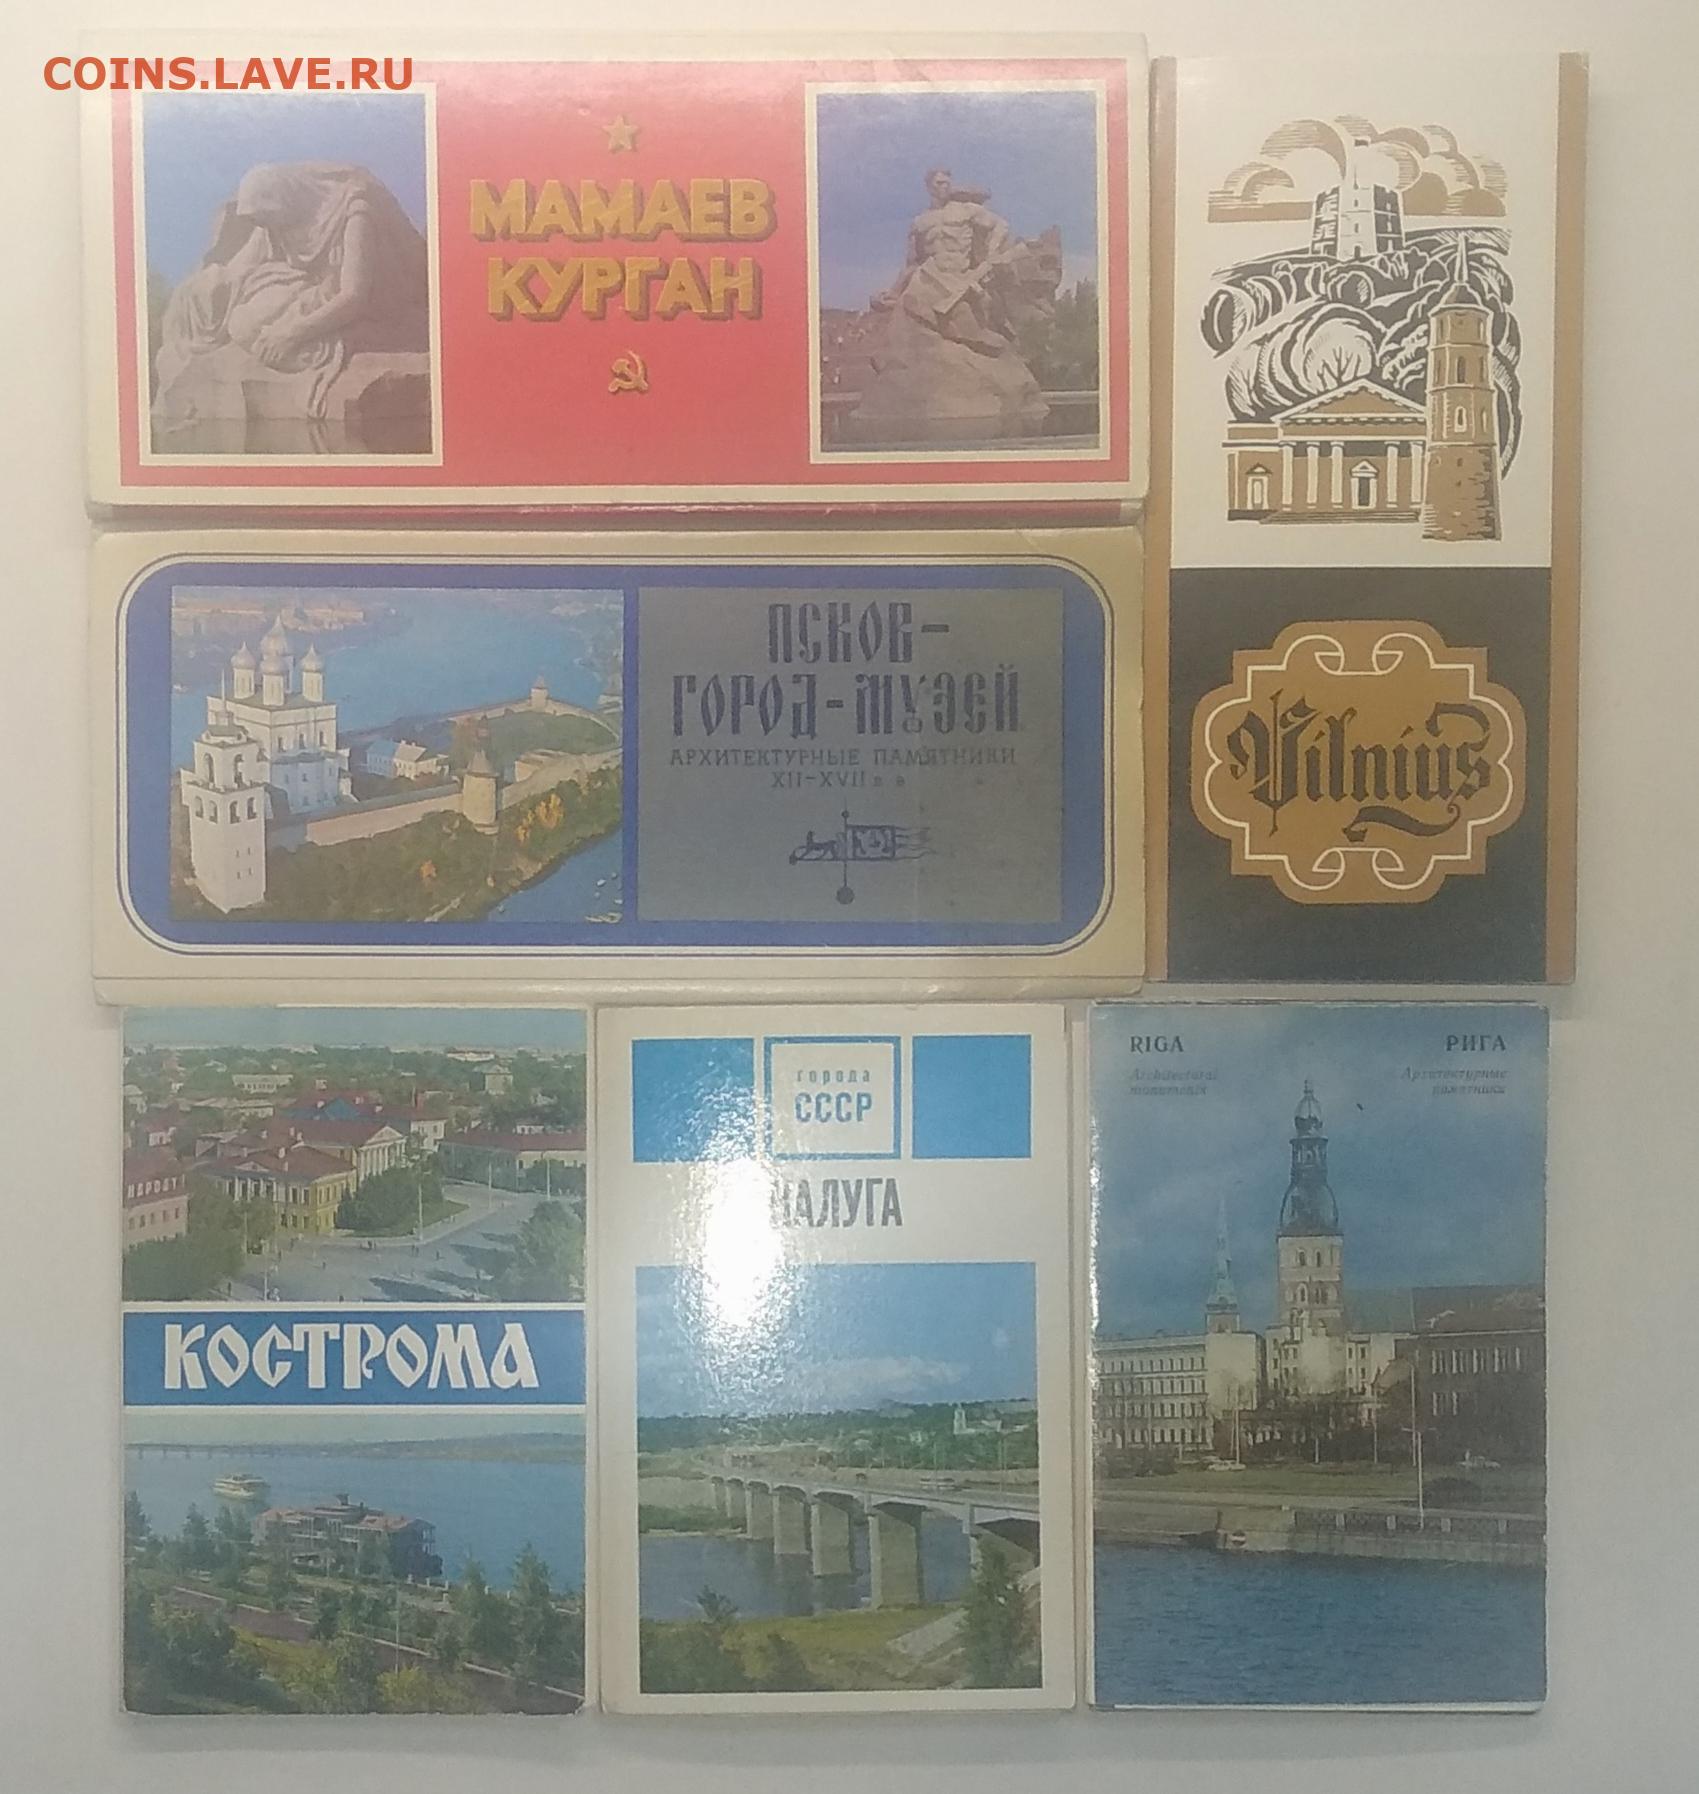 COINS.LAVE.RU
МАМАЕВ
КУРГАН
ПСКОВ-
ГОРОД-МУЗЕЙ
АРХИТЕКТУРНЫЕ ПАМЯТНИКИ
XII-XVII в в
Vilnius
НАРОДН
КОСТРОМА
города
СССР
КАЛУГА
RIGA
Architectural
monuments
РИГА
Архитектурные
памятники